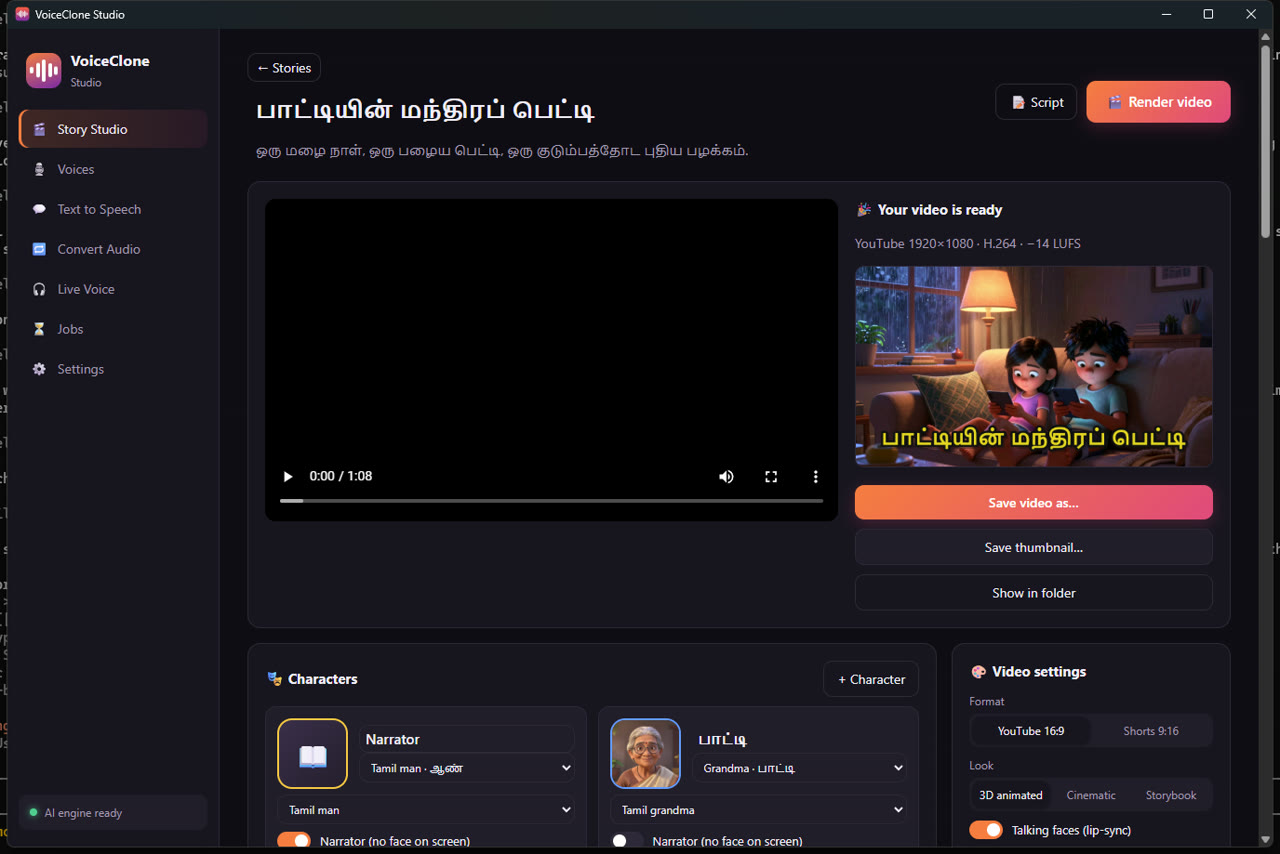 VoiceClone Studio
VoiceClone
Studio
Story Studio
Voices
Text to Speech
Convert Audio
Live Voice
Jobs
Settings
AI engine ready
← Stories
பாட்டியின் மந்திரப் பெட்டி
ஒரு மழை நாள், ஒரு பழைய பெட்டி, ஒரு குடும்பத்தோட புதிய பழக்கம்.
Script
Render video
0:00 / 1:08
Your video is ready
YouTube 1920×1080 · H.264 · −14 LUFS
பாட்டியின் மந்திரப் பெட்டி
Save video as...
Save thumbnail...
Show in folder
Characters
+ Character
Narrator
Tamil man · ஆண்
Tamil man
Narrator (no face on screen)
பாட்டி
Grandma · பாட்டி
Tamil grandma
Narrator (no face on screen)
Video settings
Format
YouTube 16:9
Shorts 9:16
Look
3D animated
Cinematic
Storybook
Talking faces (lip-sync)